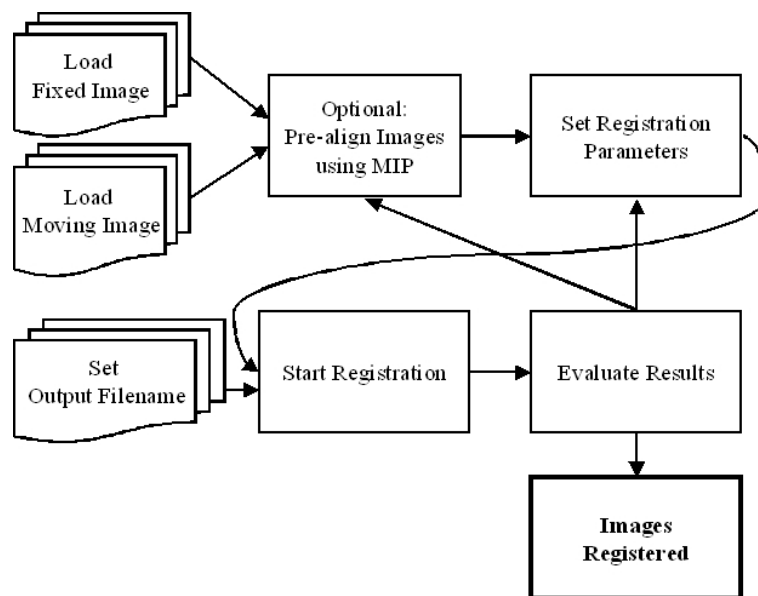 Load
Fixed Image
Optional:
Pre-align Images
using MIP
Set Registration
Parameters
Load
Moving Image
Set
Output Filename
Start Registration
Evaluate Results
Images
Registered